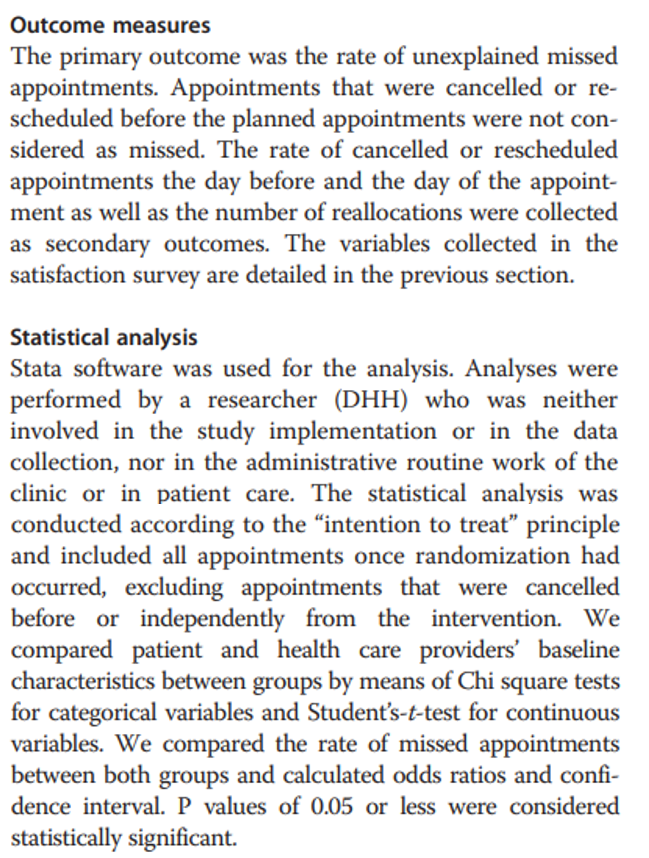 Outcome measures
The primary outcome was the rate of unexplained missed
appointments. Appointments that were cancelled or re-
scheduled before the planned appointments were not con-
sidered as missed. The rate of cancelled or rescheduled
appointments the day before and the day of the appoint-
ment as well as the number of reallocations were collected
as secondary outcomes. The variables collected in the
satisfaction survey are detailed in the previous section.
Statistical analysis
Stata software was used for the analysis. Analyses were
performed by a researcher (DHH) who was neither
involved in the study implementation or in the data
collection, nor in the administrative routine work of the
clinic or in patient care. The statistical analysis was
conducted according to the “intention to treat” principle
and included all appointments once randomization had
occurred, excluding appointments that were cancelled
before or independently from the intervention. We
compared patient and health care providers’ baseline
characteristics between groups by means of Chi square tests
for categorical variables and Student’s-t-test for continuous
variables. We compared the rate of missed appointments
between both groups and calculated odds ratios and confi-
dence interval. P values of 0.05 or less were considered
statistically significant.